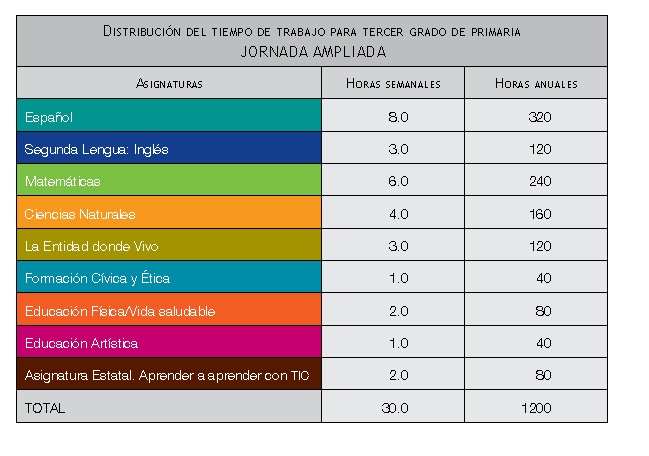 Distribución del tiempo de trabajo para tercer grado de primaria
JORNADA AMPLIADA
Asignaturas Horas semanales Horas anuales
Español 8.0 320
Segunda Lengua: Inglés 3.0 120
Matemáticas 6.0 240
Ciencias Naturales 4.0 160
La Entidad donde Vivo 3.0 120
Formación Cívica y Ética 1.0 40
Educación Física/Vida saludable 2.0 80
Educación Artística 1.0 40
Asignatura Estatal. Aprender a aprender con TIC 2.0 80
TOTAL 30.0 1200